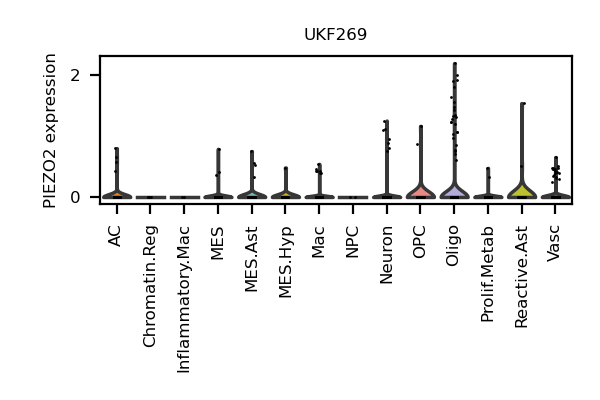 UKF269
PIEZO2 expression
2
0
AC
Chromatin.Reg
Inflammatory.Mac
MES
MES.Ast
MES.Hyp
Mac
NPC
Neuron
OPC
Oligo
Prolif.Metab
Reactive.Ast
Vasc